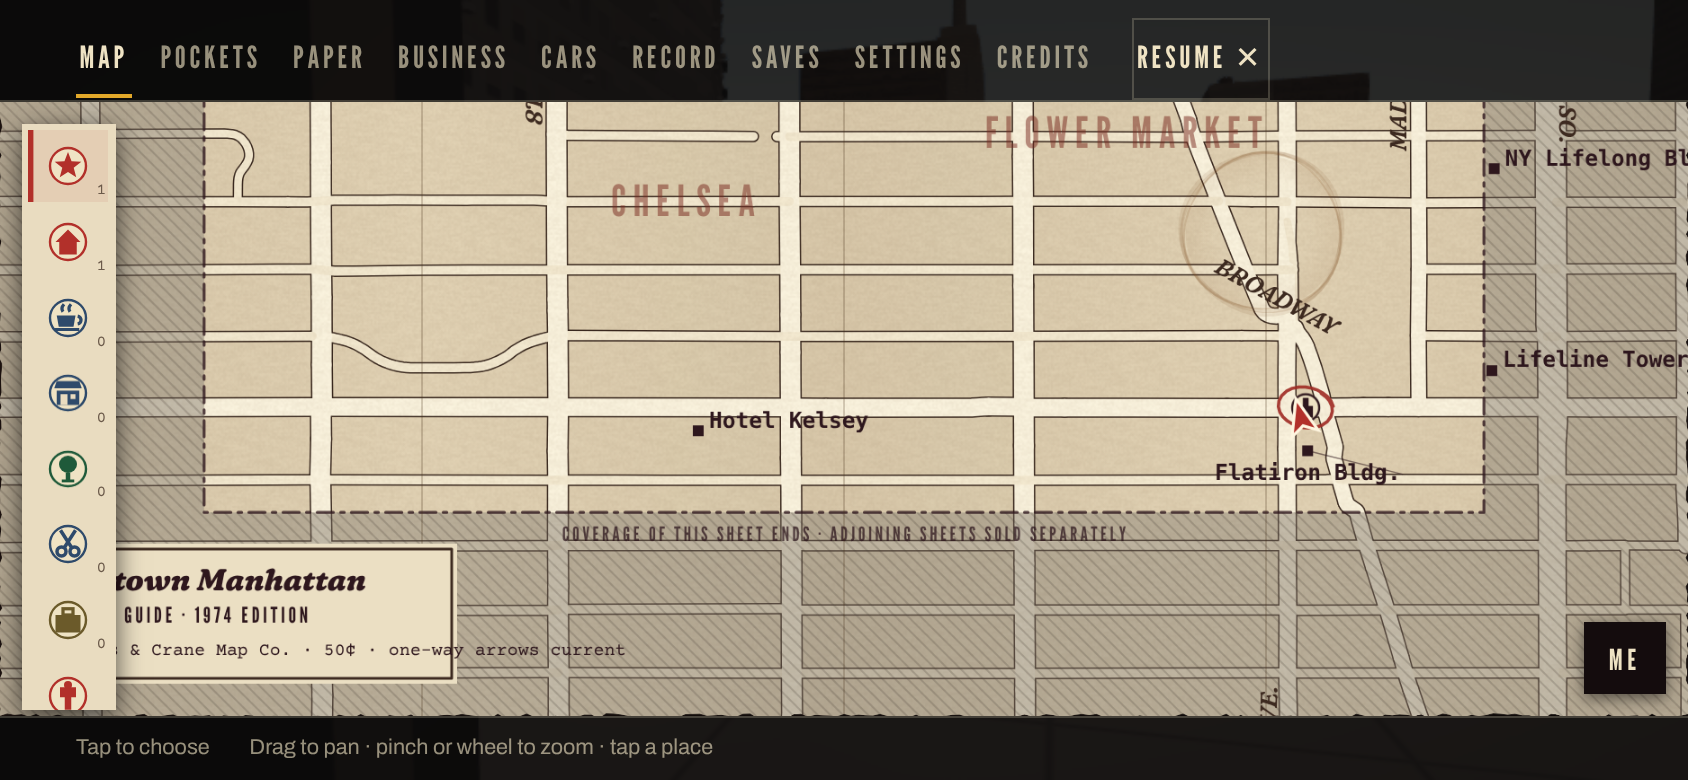 MAP POCKETS PAPER BUSINESS CARS RECORD SAVES SETTINGS CREDITS RESUME ✕
FLOWER MARKET
SO.
NY Lifelong Bl
1
CHELSEA
1
BROADWAY
0
Lifeline Tower
0
Hotel Kelsey
Flatiron Bldg.
0
COVERAGE OF THIS SHEET ENDS · ADJOINING SHEETS SOLD SEPARATELY
0
town Manhattan
GUIDE · 1974 EDITION
0
& Crane Map Co. · 50¢ · one-way arrows current
ME
Tap to choose Drag to pan · pinch or wheel to zoom · tap a place